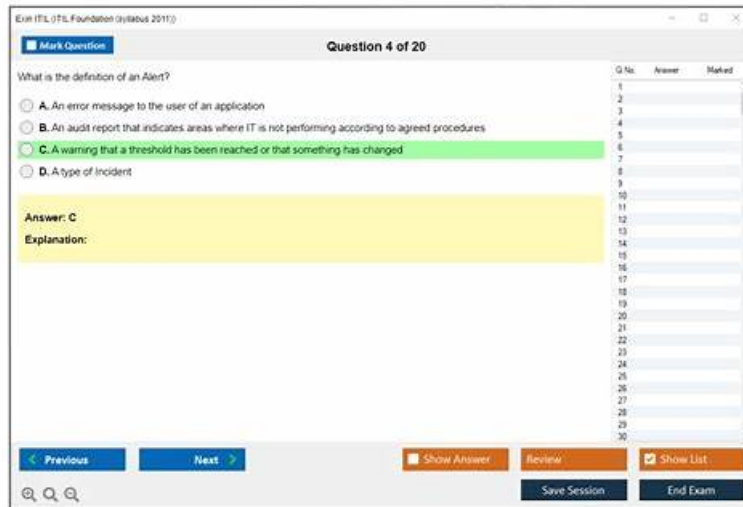 Exin ITIL (ITIL Foundation (syllabus 2011))
Mark Question
Question 4 of 20
What is the definition of an Alert?
A. An error message to the user of an application
B. An audit report that indicates areas where IT is not performing according to agreed procedures
C. A warning that a threshold has been reached or that something has changed
D. A type of Incident
Answer: C
Explanation:
Q No. Answer Marked
1
2
3
4
5
6
7
8
9
10
11
12
13
14
15
16
17
18
19
20
21
22
23
24
25
26
27
28
29
30
Previous
Next
Show Answer
Review
Show List
Save Session
End Exam